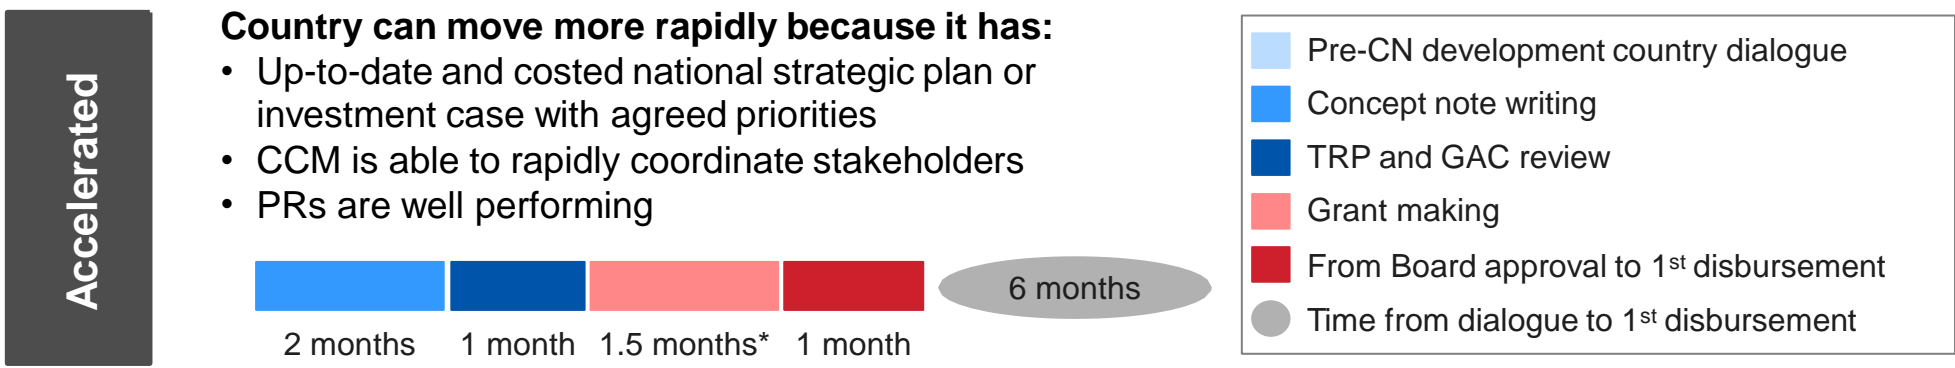 Accelerated
Country can move more rapidly because it has:
• Up-to-date and costed national strategic plan or
investment case with agreed priorities
• CCM is able to rapidly coordinate stakeholders
• PRs are well performing
6 months
2 months
1 month
1.5 months*
1 month
Pre-CN development country dialogue
Concept note writing
TRP and GAC review
Grant making
From Board approval to 1st disbursement
Time from dialogue to 1st disbursement